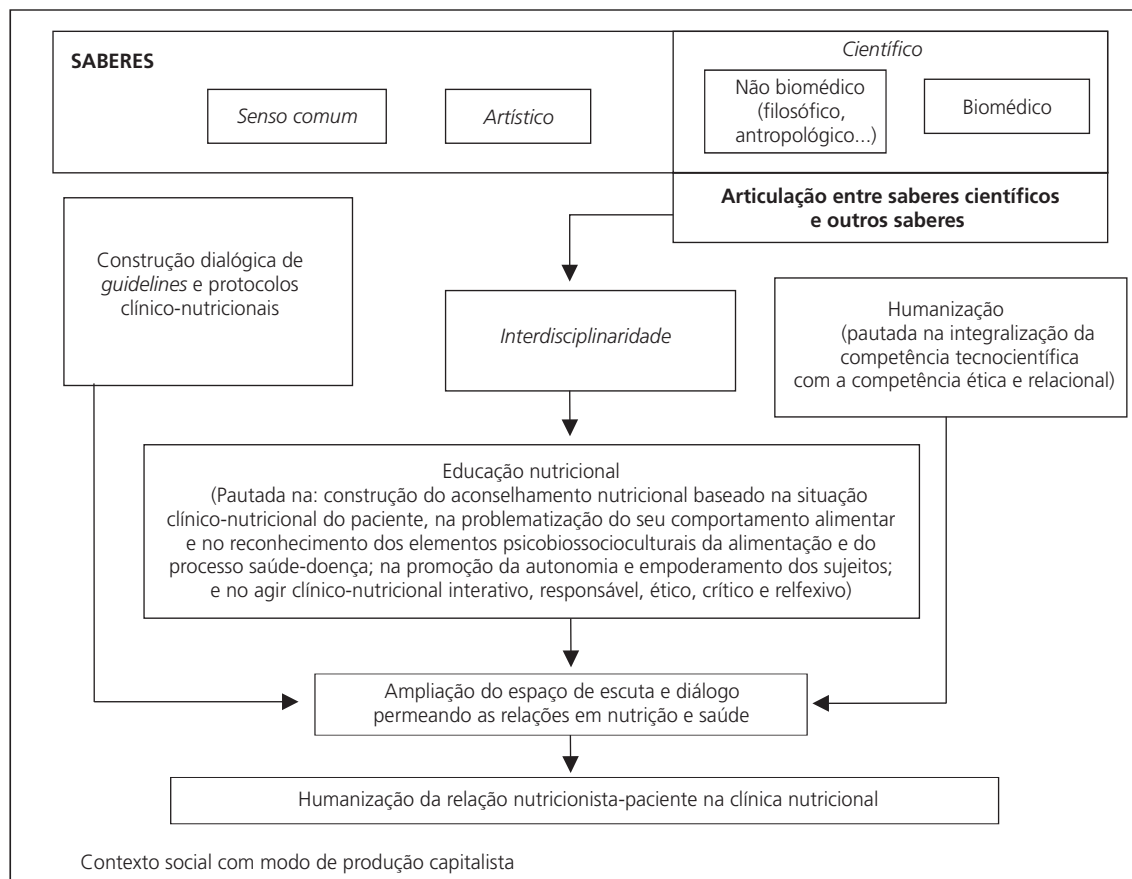 SABERES
Senso comum
Artístico
Científico
Não biomédico
(filosófico,
antropológico...)
Biomédico
Articulação entre saberes científicos
e outros saberes
Construção dialógica de
guidelines e protocolos
clínico-nutricionais
Interdisciplinaridade
Humanização
(pautada na integralização da
competência tecnocientífica
com a competência ética e relacional)
Educação nutricional
(Pautada na: construção do aconselhamento nutricional baseado na situação
clínico-nutricional do paciente, na problematização do seu comportamento alimentar
e no reconhecimento dos elementos psicobiossocioculturais da alimentação e do
processo saúde-doença; na promoção da autonomia e empoderamento dos sujeitos;
e no agir clínico-nutricional interativo, responsável, ético, crítico e relfexivo)
Ampliação do espaço de escuta e diálogo
permeando as relações em nutrição e saúde
Humanização da relação nutricionista-paciente na clínica nutricional
Contexto social com modo de produção capitalista